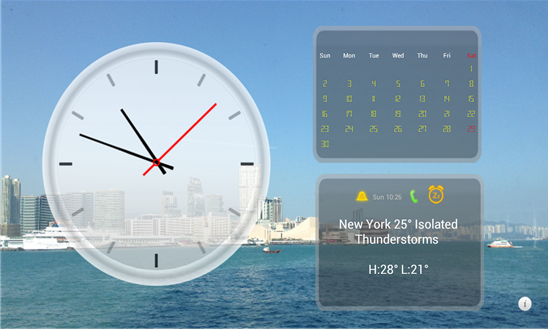 Sun Mon Tue Wed Thu Fri Sat
1
2 3 4 5 6 7 8
9 10 11 12 13 14 15
16 17 18 19 20 21 22
23 24 25 26 27 28 29
30
Sun 10:26
Zz
New York 25° Isolated
Thunderstorms
H:28° L:21°
i